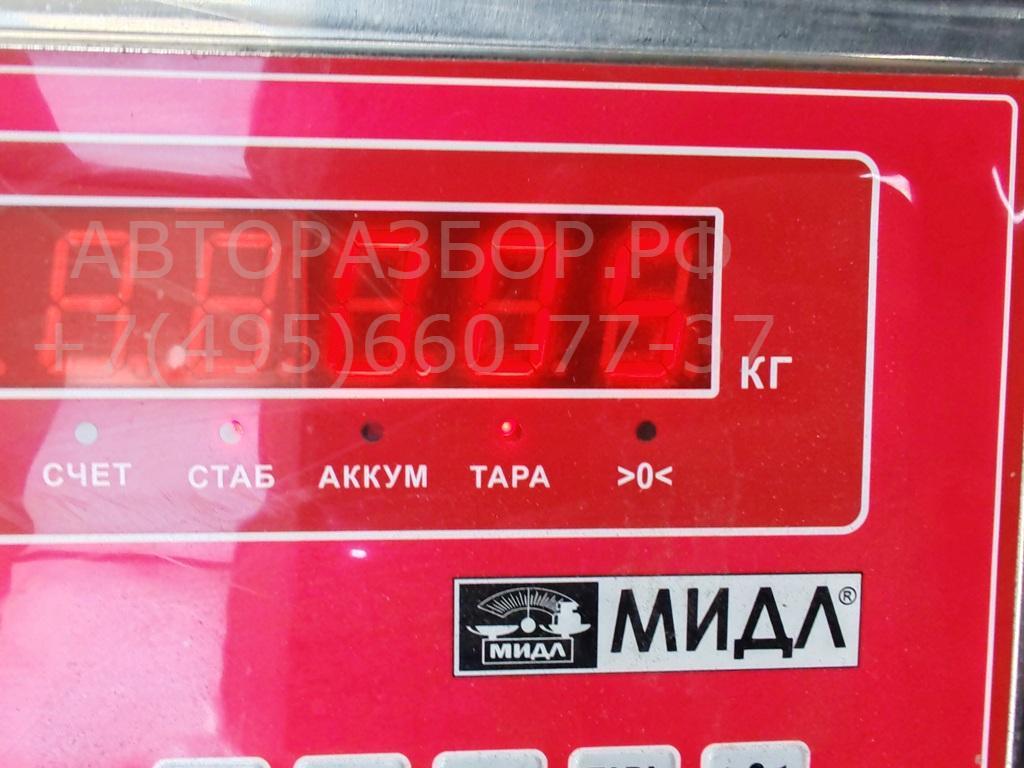 АВТОРАЗБОР.РФ
+7(495)660-77-37
КГ
СЧЕТ СТАБ АККУМ ТАРА >0<
МИДЛ МИДЛ®